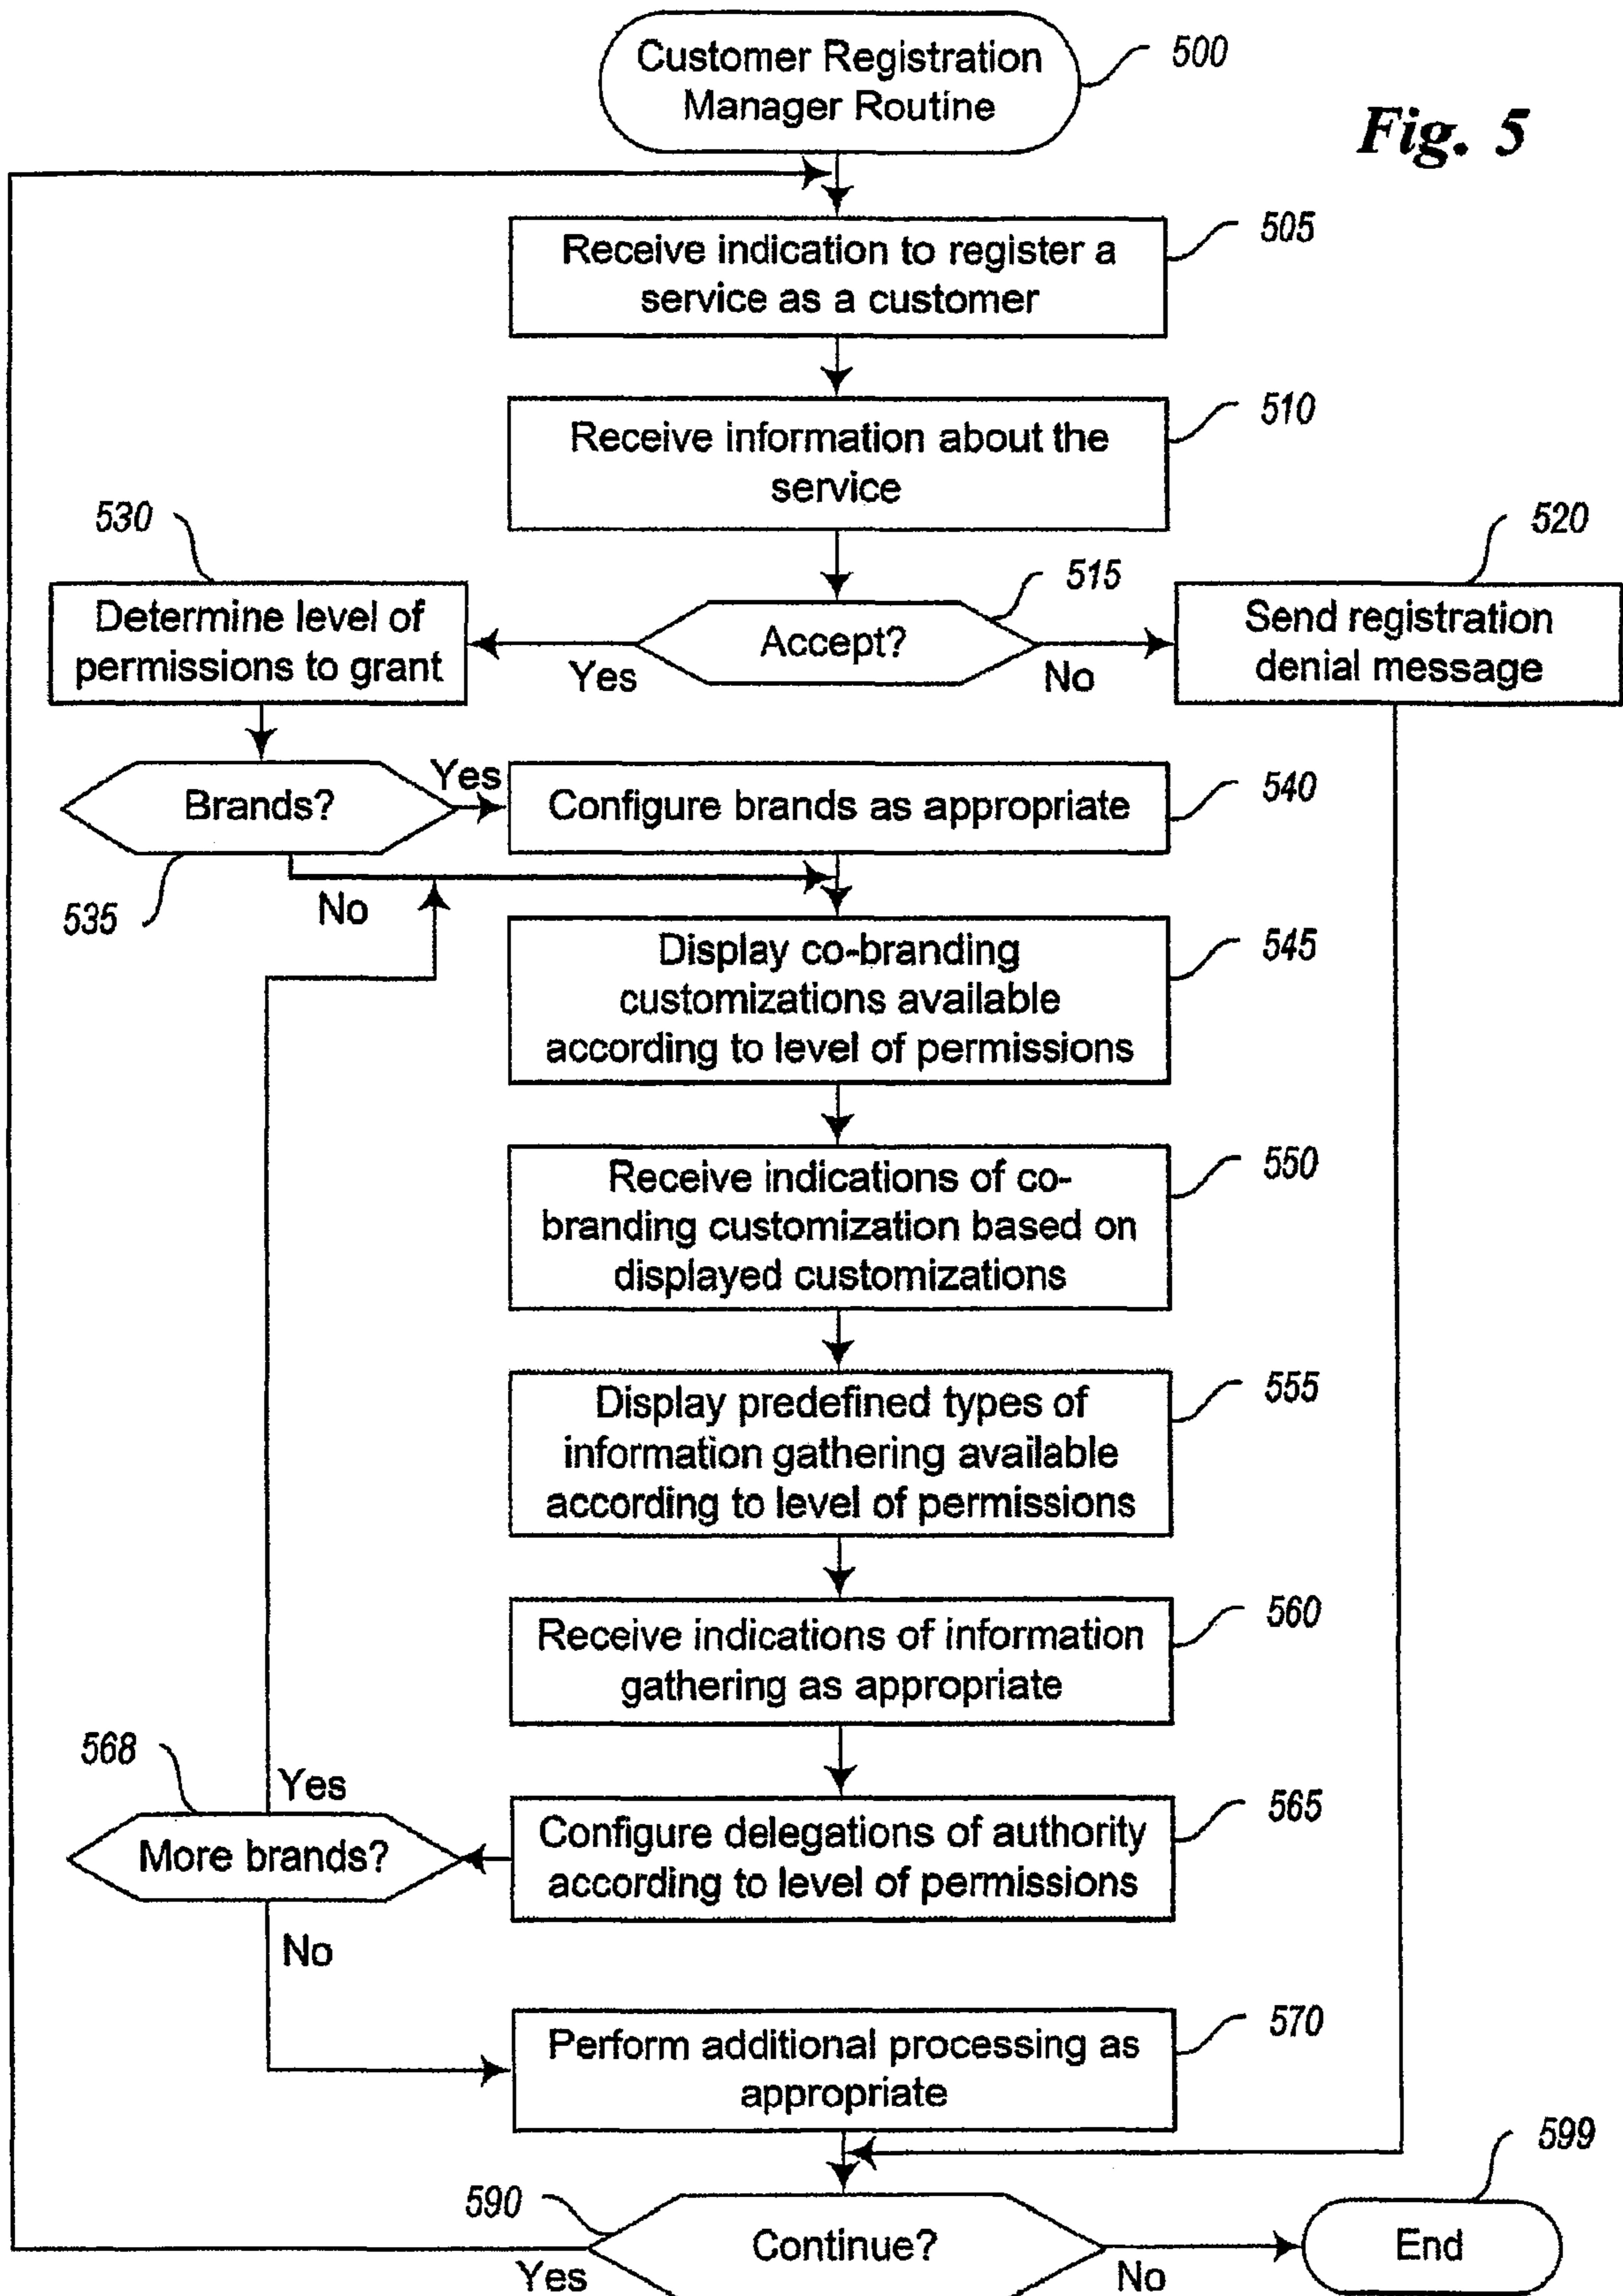 Customer Registration
Manager Routine
500
Fig. 5
Receive indication to register a
service as a customer
505
Receive information about the
service
510
530
Determine level of
permissions to grant
Accept?
515
Yes
No
520
Send registration
denial message
Brands?
535
Yes
No
Configure brands as appropriate
540
Display co-branding
customizations available
according to level of permissions
545
Receive indications of co-
branding customization based on
displayed customizations
550
Display predefined types of
information gathering available
according to level of permissions
555
Receive indications of information
gathering as appropriate
560
Configure delegations of authority
according to level of permissions
565
568
Yes
More brands?
No
Perform additional processing as
appropriate
570
590
Continue?
Yes
No
599
End